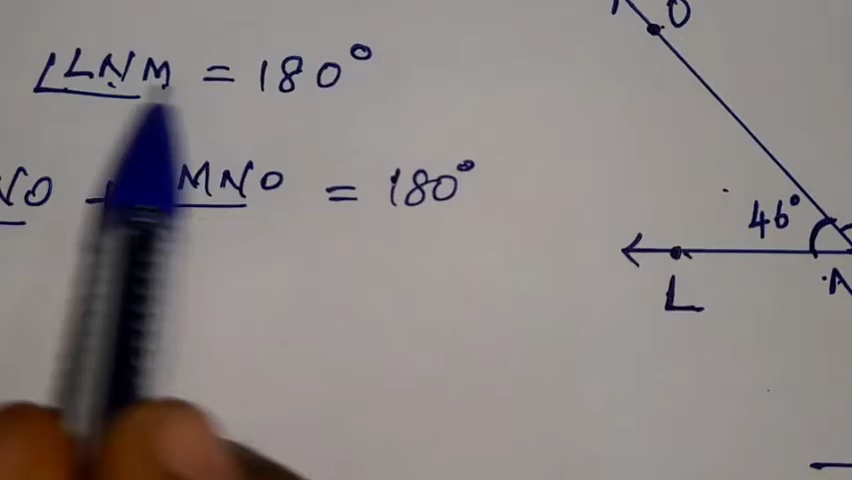 ∠LNM = 180°
NO + MNO = 180°
O
46°
L
N